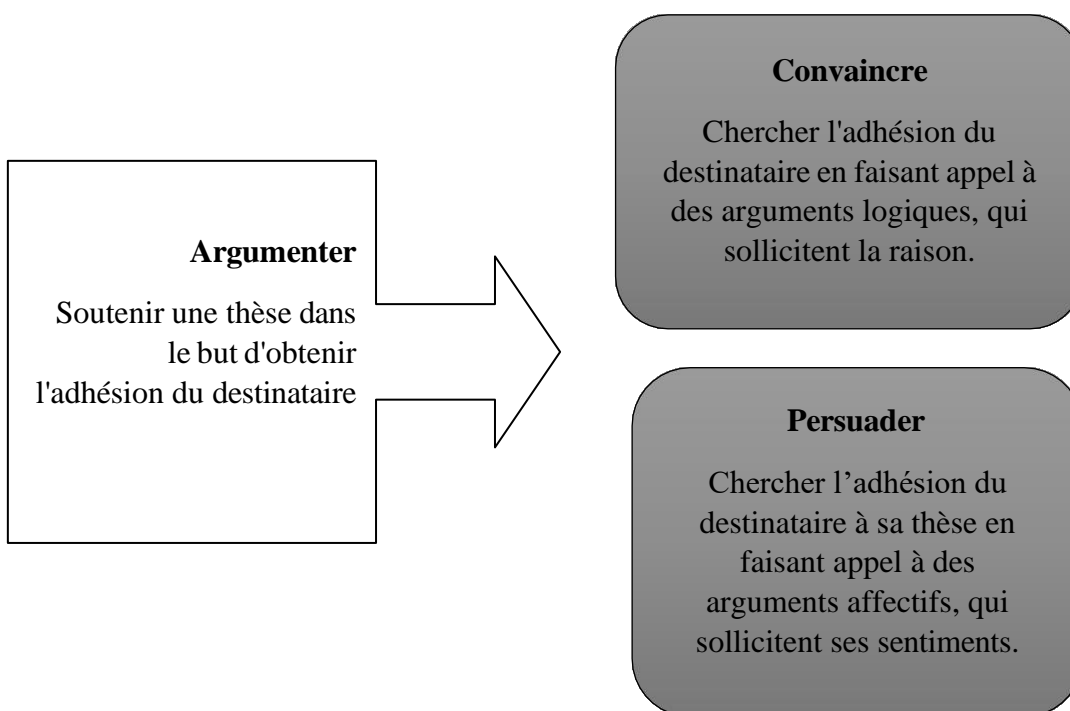 Argumenter
Soutenir une thèse dans
le but d'obtenir
l'adhésion du destinataire
Convaincre
Chercher l'adhésion du
destinataire en faisant appel à
des arguments logiques, qui
sollicitent la raison.
Persuader
Chercher l’adhésion du
destinataire à sa thèse en
faisant appel à des
arguments affectifs, qui
sollicitent ses sentiments.